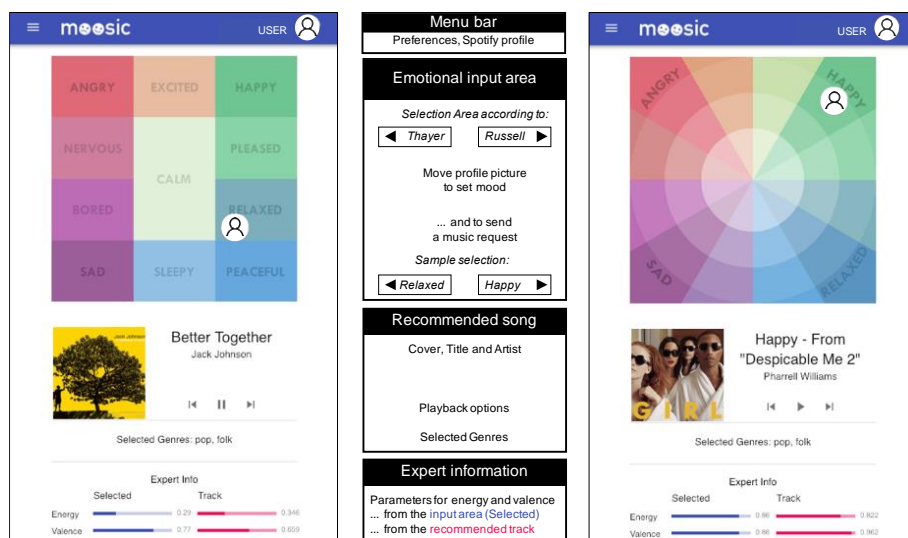 moosic
USER
ANGRY
EXCITED
HAPPY
NERVOUS
PLEASED
CALM
BORED
RELAXED
SAD
SLEEPY
PEACEFUL
Better Together
Jack Johnson
Selected Genres: pop, folk
Expert Info
Selected
Track
Energy
0.29
0.346
Valence
0.77
0.659
Menu bar
Preferences, Spotify profile
Emotional input area
Selection Area according to:
◀ Thayer
Russell ▶
Move profile picture
to set mood
... and to send
a music request
Sample selection:
◀ Relaxed
Happy ▶
Recommended song
Cover, Title and Artist
Playback options
Selected Genres
Expert information
Parameters for energy and valence
... from the input area (Selected)
... from the recommended track
moosic
USER
ANGRY
HAPPY
SAD
RELAXED
GIRL
Happy - From
"Despicable Me 2"
Pharrell Williams
Selected Genres: pop, folk
Expert Info
Selected
Track
Energy
0.86
0.822
Valence
0.86
0.962